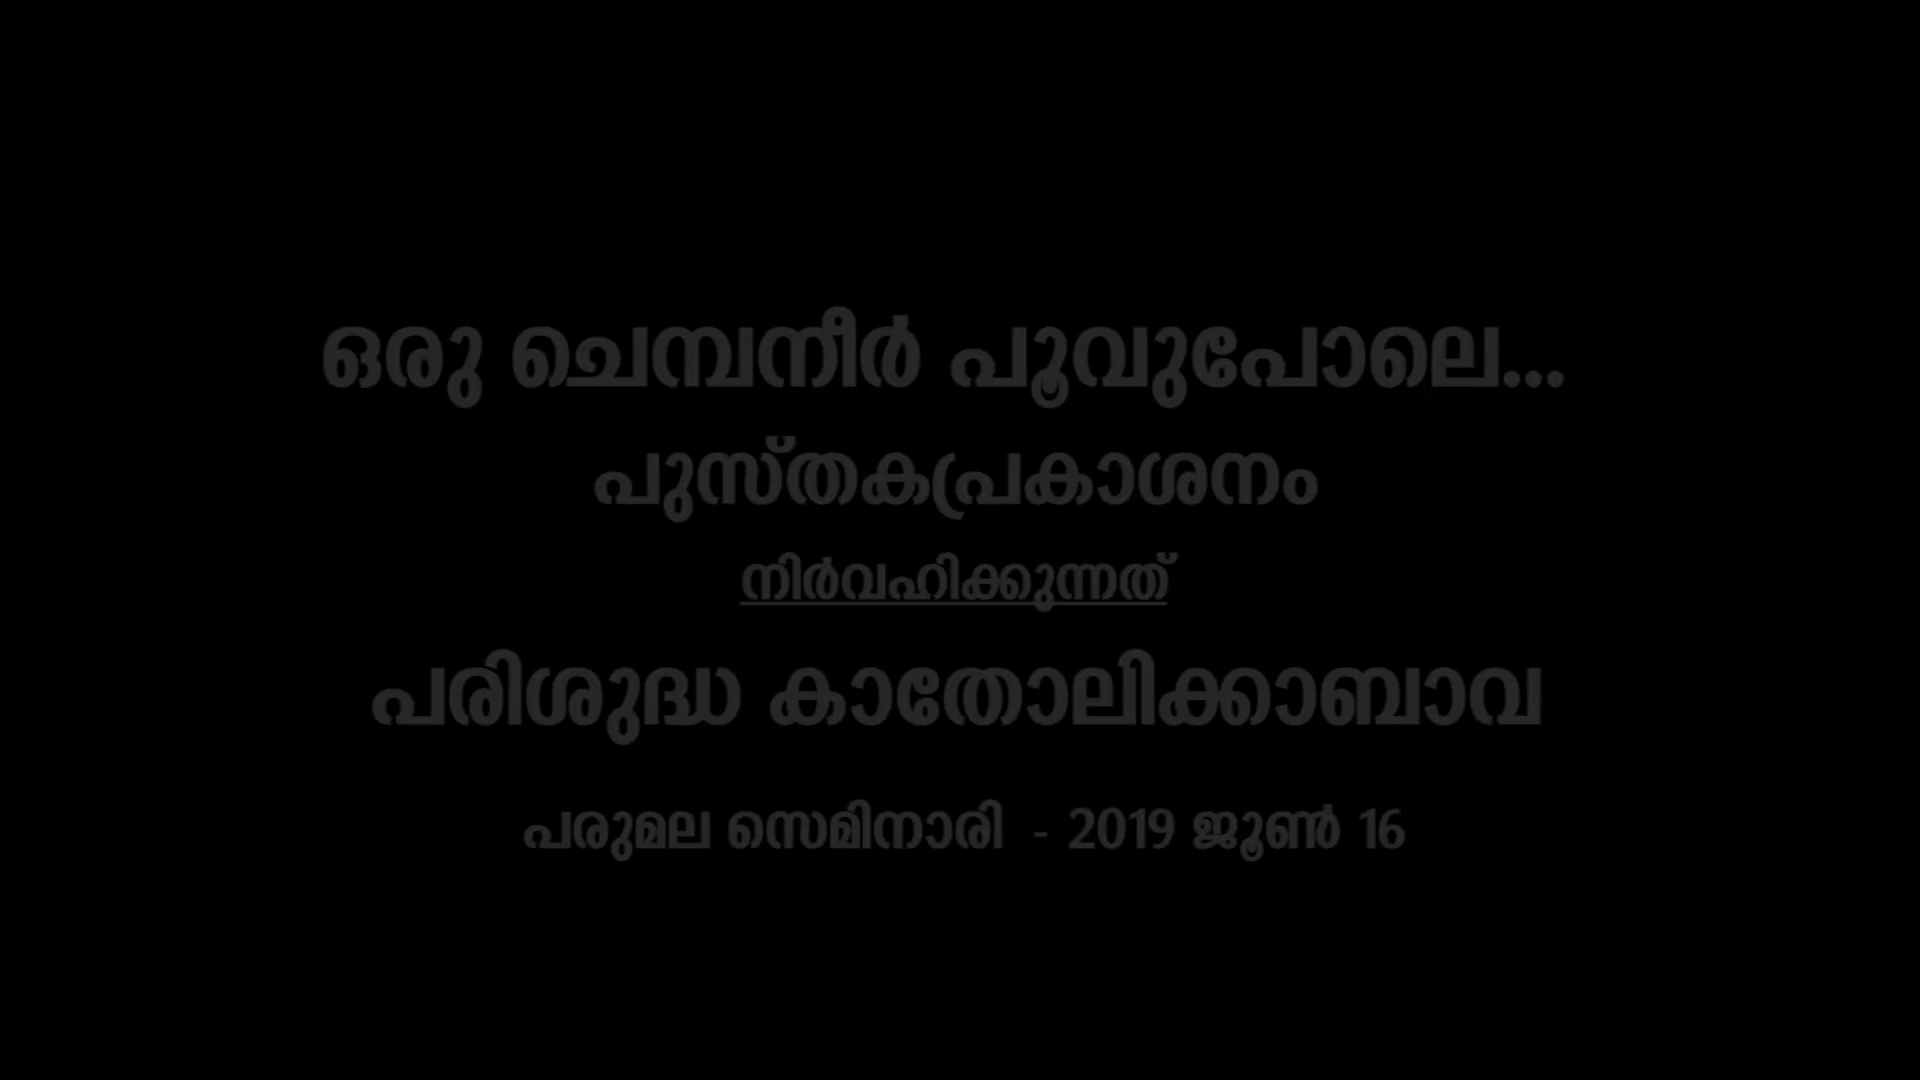 ഒരു ചെമ്പനീർ പൂവുപോലെ...
പുസ്തകപ്രകാശനം
നിർവഹിക്കുന്നത്
പരിശുദ്ധ കാതോലിക്കാബാവ
പരുമല സെമിനാരി - 2019 ജൂൺ 16